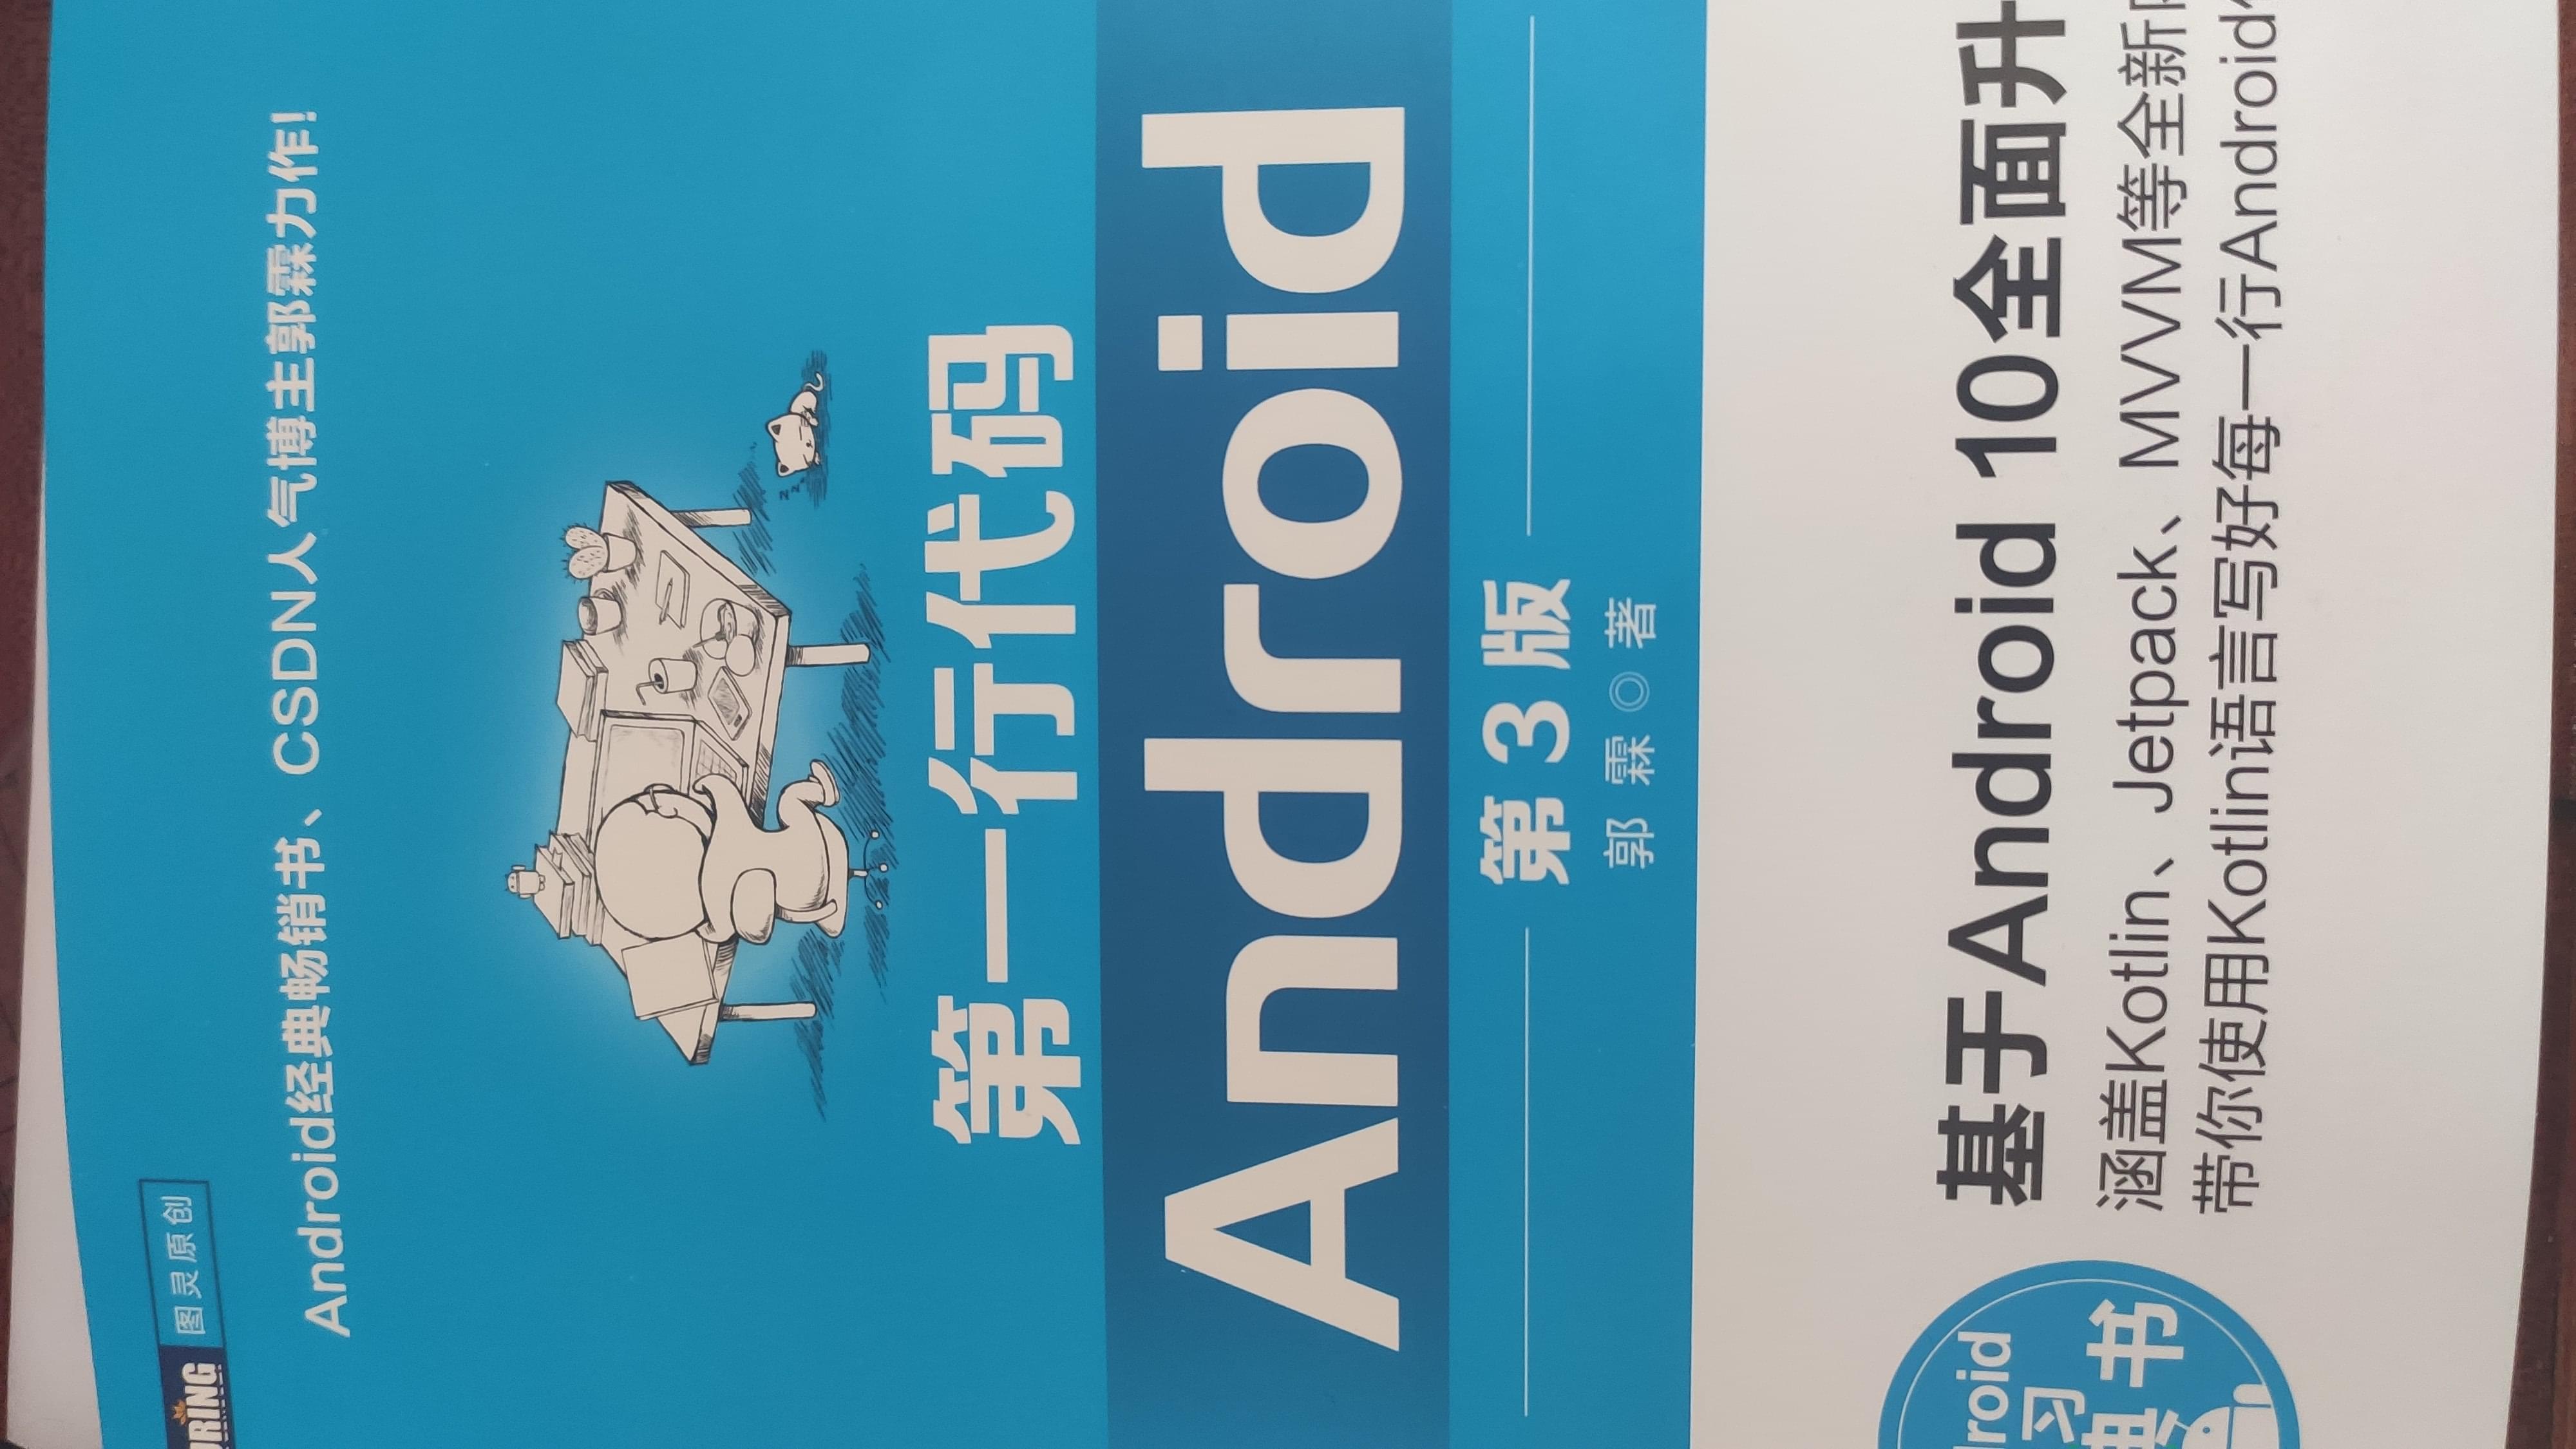 图灵原创
Android经典畅销书、CSDN人气博主郭霖力作!
第一行代码
Android
第3版
郭 霖 ◎ 著
基于Android 10全面升
涵盖Kotlin、Jetpack、MVVM等全新
带你使用Kotlin语言写好每一行Android
roid
习
典书